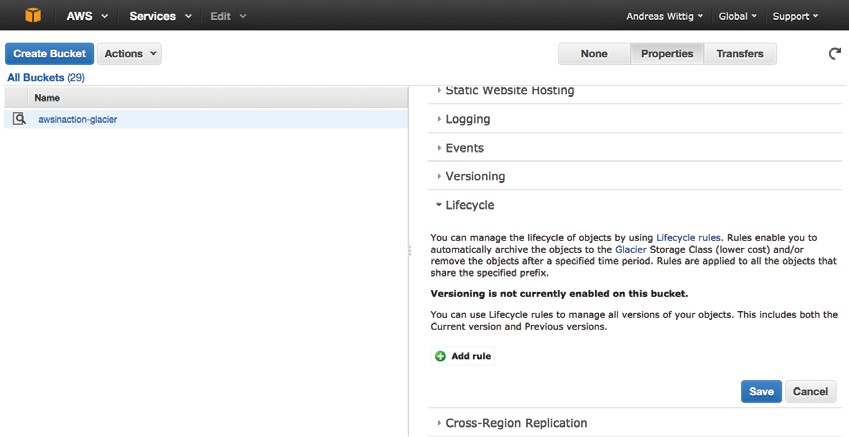 AWS Services Edit Andreas Wittig Global Support
Create Bucket Actions None Properties Transfers
All Buckets (29)
Name
awsinaction-glacier
Static Website Hosting
Logging
Events
Versioning
Lifecycle
You can manage the lifecycle of objects by using Lifecycle rules. Rules enable you to
automatically archive the objects to the Glacier Storage Class (lower cost) and/or
remove the objects after a specified time period. Rules are applied to all the objects that
share the specified prefix.
Versioning is not currently enabled on this bucket.
You can use Lifecycle rules to manage all versions of your objects. This includes both the
Current version and Previous versions.
Add rule
Save Cancel
Cross-Region Replication